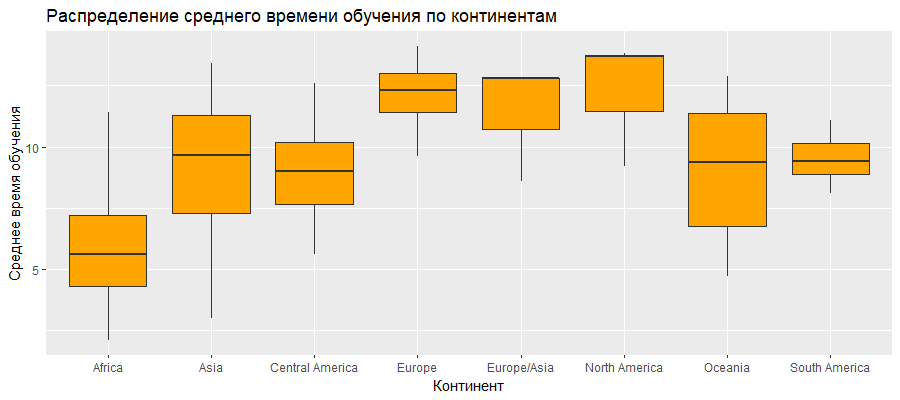 Распределение среднего времени обучения по континентам
Среднее время обучения
10
5
Africa
Asia
Central America
Europe
Europe/Asia
North America
Oceania
South America
Континент